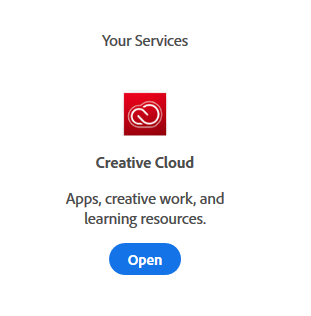 Your Services
Creative Cloud
Apps, creative work, and
learning resources.
Open